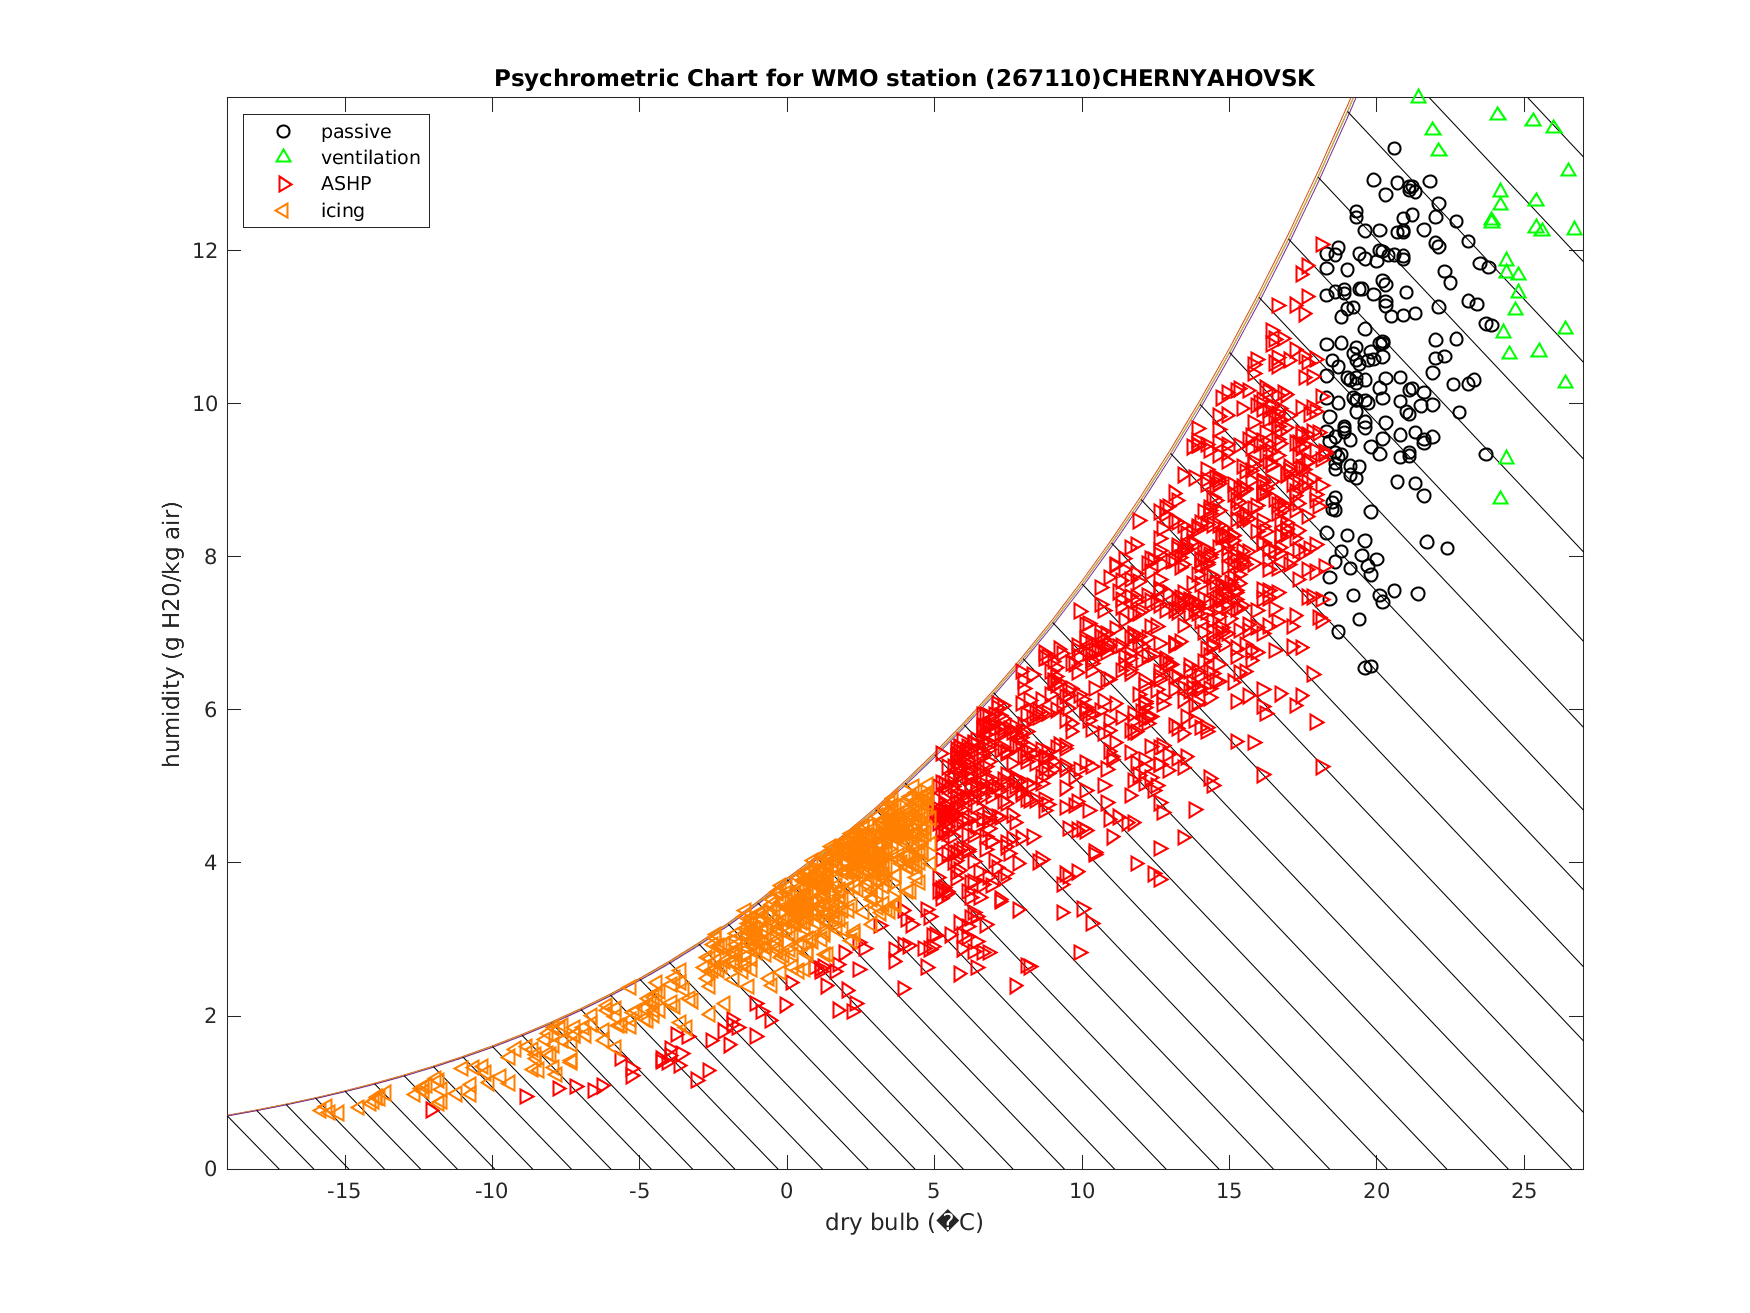 Psychrometric Chart for WMO station (267110)CHERNYAHOVSK
passive
ventilation
ASHP
icing
humidity (g H20/kg air)
12
10
8
6
4
2
0
-15 -10 -5 0 5 10 15 20 25
dry bulb (�C)